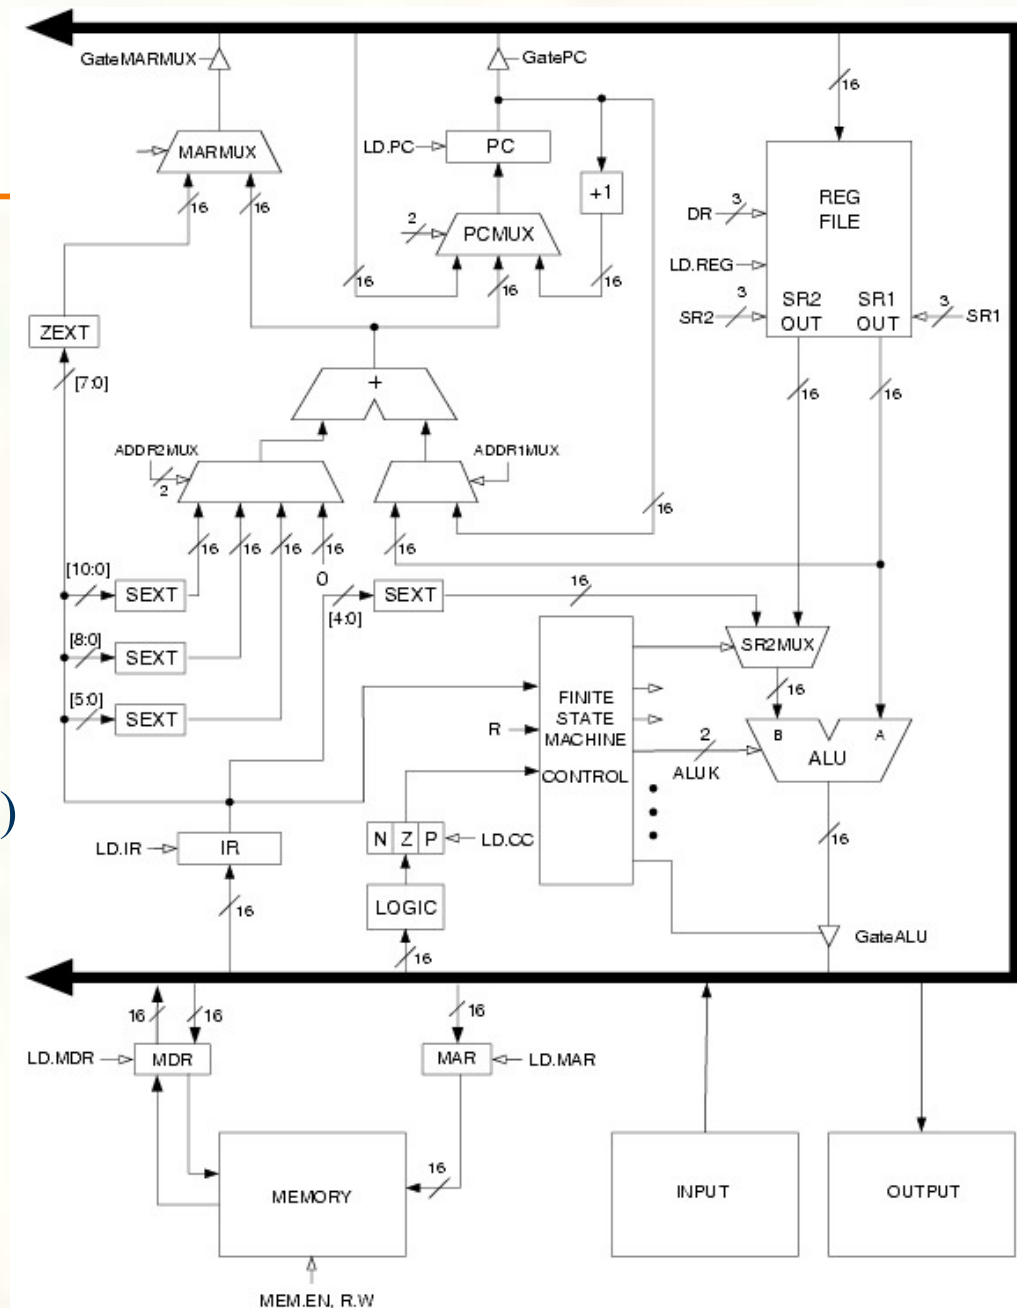 GateMARMUX
GatePC
16
MARMUX
LD.PC
PC
16
16
+1
REG
FILE
3
DR
2
PCMUX
LD.REG
16
16
16
3
SR2
SR2
OUT
SR1
OUT
3
SR1
ZEXT
[7:0]
+
16
16
ADDR2MUX
2
ADDR1MUX
16
16
16
16
16
16
0
[10:0]
SEXT
[4:0]
SEXT
16
[8:0]
SEXT
SR2MUX
[5:0]
SEXT
16
FINITE
STATE
MACHINE
CONTROL
R
2
ALUK
B
A
ALU
)
LD.IR
IR
N Z P
LD.CC
16
16
LOGIC
16
GateALU
16
16
16
LD.MDR
MDR
MAR
LD.MAR
16
MEMORY
INPUT
OUTPUT
MEM.EN, R.W